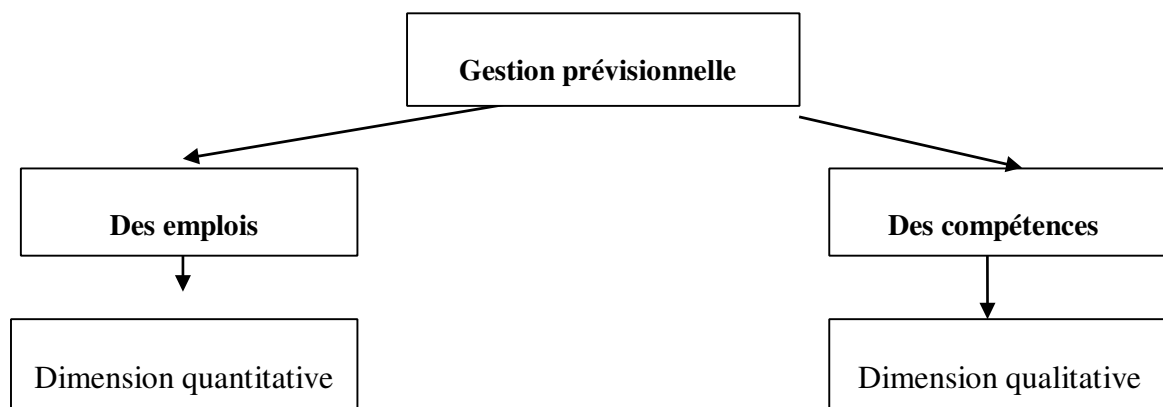 Gestion prévisionnelle
Des emplois
Des compétences
Dimension quantitative
Dimension qualitative